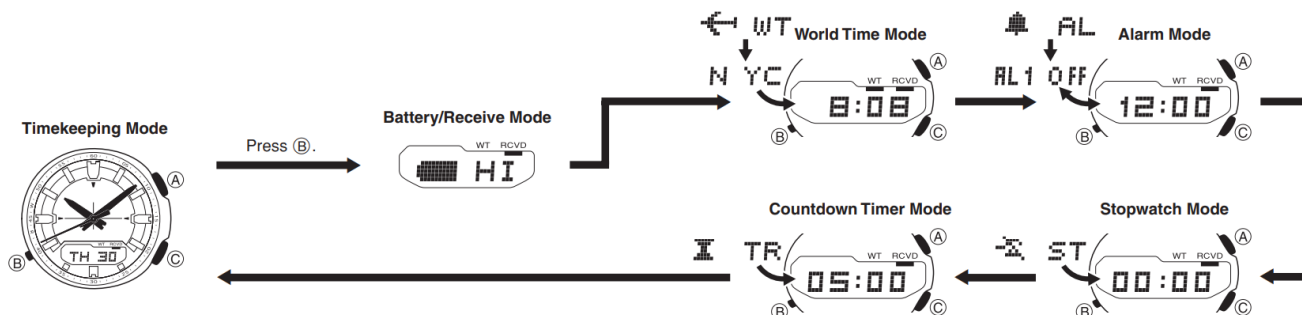 Timekeeping Mode
TH 30
WT RCVD
A
B
C
Press B.
Battery/Receive Mode
WT RCVD
HI
WT
World Time Mode
N YC
WT RCVD
8:08
A
B
C
AL
Alarm Mode
AL1 OFF
WT RCVD
12:00
A
B
C
Stopwatch Mode
ST
WT RCVD
00:00
A
B
C
Countdown Timer Mode
TR
WT RCVD
05:00
A
B
C